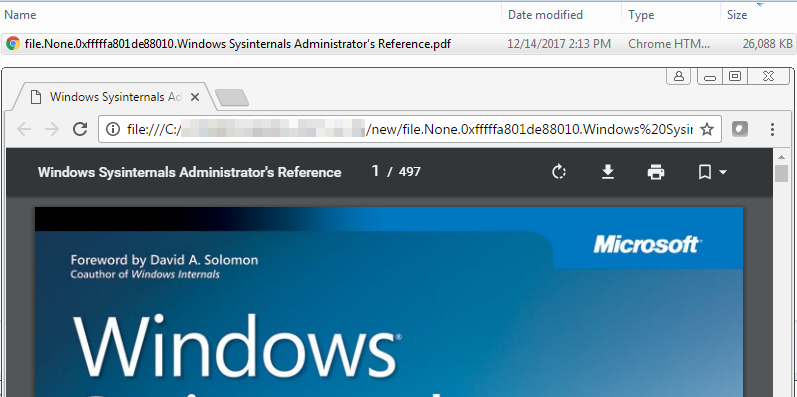 Name Date modified Type Size
file.None.0xfffffa801de88010.Windows Sysinternals Administrator's Reference.pdf 12/14/2017 2:13 PM Chrome HTM... 26,088 KB
Windows Sysinternals Ad
file:///C:/ /new/file.None.0xfffffa801de88010.Windows%20Sysin
Windows Sysinternals Administrator's Reference 1 / 497
Foreword by David A. Solomon
Coauthor of Windows Internals
Microsoft
Windows®